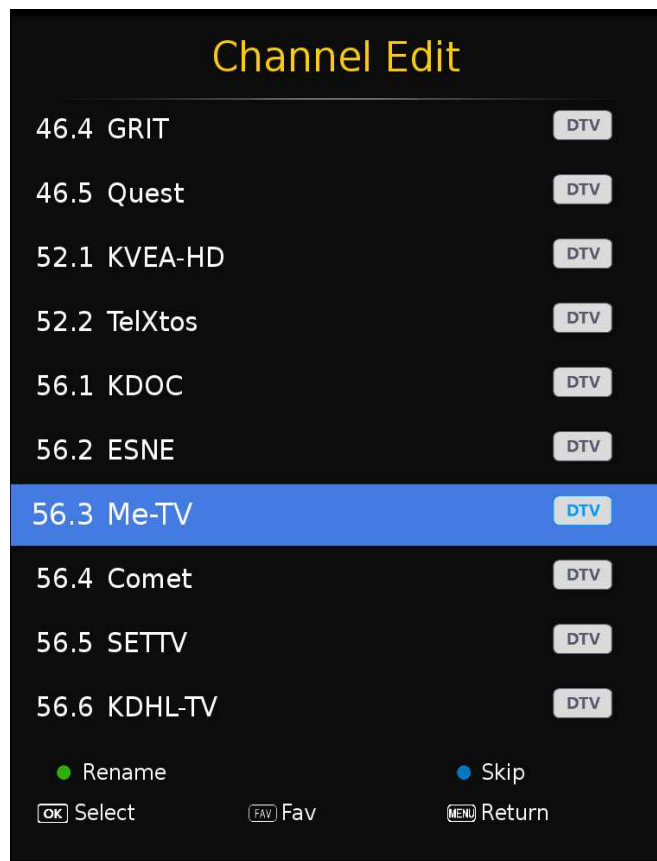 Channel Edit
46.4 GRIT DTV
46.5 Quest DTV
52.1 KVEA-HD DTV
52.2 TelXtos DTV
56.1 KDOC DTV
56.2 ESNE DTV
56.3 Me-TV DTV
56.4 Comet DTV
56.5 SETTV DTV
56.6 KDHL-TV DTV
Rename Skip
OK Select FAV Fav MENU Return